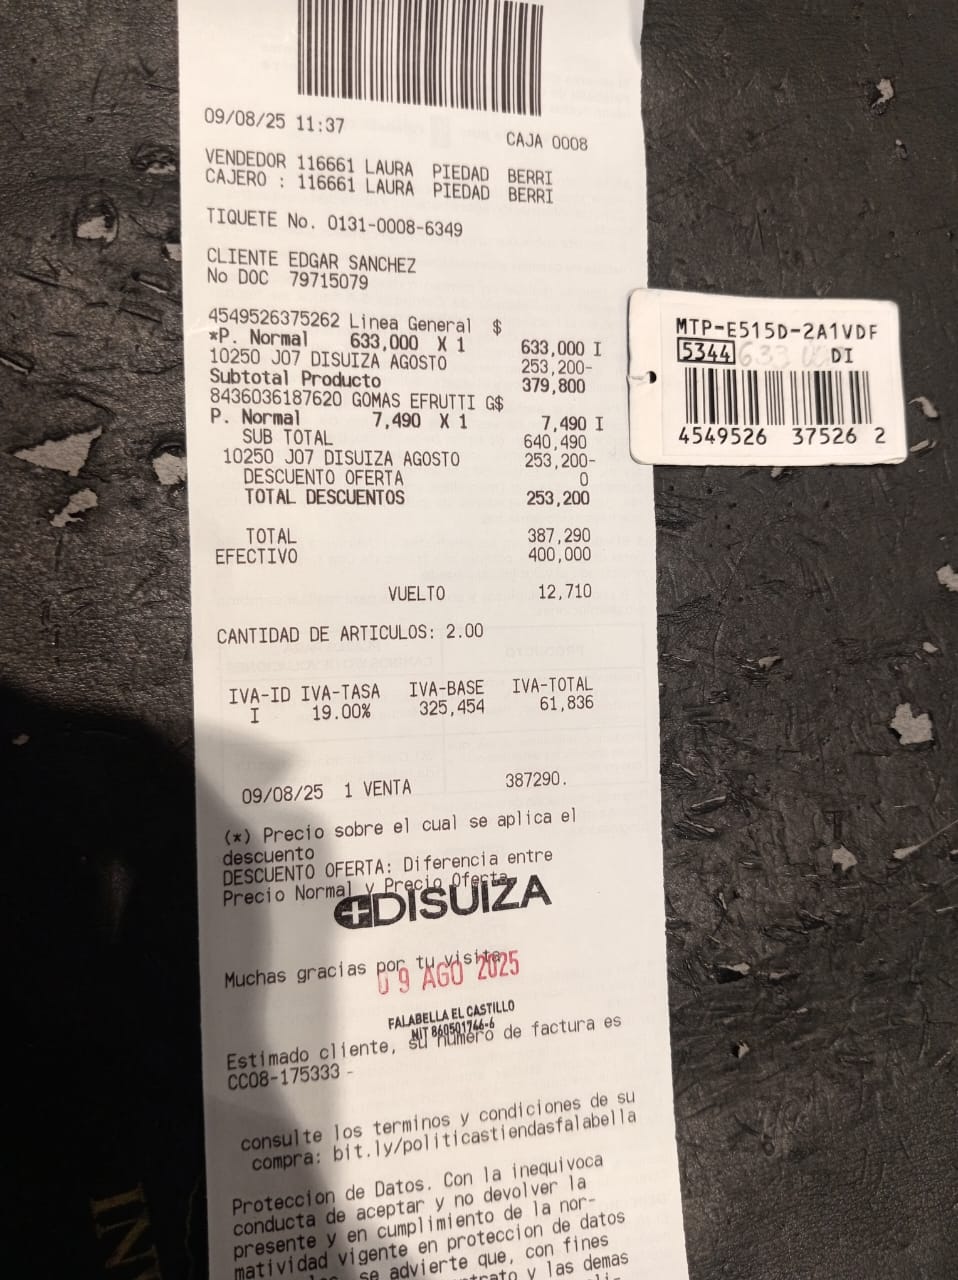 09/08/25 11:37
CAJA 0008
VENDEDOR 116661 LAURA PIEDAD BERRI
CAJERO : 116661 LAURA PIEDAD BERRI
TIQUETE No. 0131-0008-6349
CLIENTE EDGAR SANCHEZ
No DOC 79715079
4549526375262 Linea General $
*P. Normal 633,000 X 1 633,000 I
10250 J07 DISUIZA AGOSTO 253,200-
Subtotal Producto 379,800
8436036187620 GOMAS EFRUTTI G$
P. Normal 7,490 X 1 7,490 I
SUB TOTAL 640,490
10250 J07 DISUIZA AGOSTO 253,200-
DESCUENTO OFERTA 0
TOTAL DESCUENTOS 253,200
TOTAL 387,290
EFECTIVO 400,000
VUELTO 12,710
CANTIDAD DE ARTICULOS: 2.00
IVA-ID IVA-TASA IVA-BASE IVA-TOTAL
I 19.00% 325,454 61,836
09/08/25 1 VENTA 387290.
(*) Precio sobre el cual se aplica el
descuento
DESCUENTO OFERTA: Diferencia entre
Precio Normal y Precio Oferta.
DISUIZA
Muchas gracias por tu visita
09 AGO 2025
FALABELLA EL CASTILLO
NIT 860501746-6
Estimado cliente, su numero de factura es
CC08-175333 -
consulte los terminos y condiciones de su
compra: bit.ly/politicastiendasfalabella
Proteccion de Datos. Con la inequivoca
conducta de aceptar y no devolver la
presente y en cumplimiento de la nor-
matividad vigente en proteccion de datos
se advierte que, con fines
y las demas
MTP-E515D-2A1VDF
5344 633 DI
4549526 37526 2
IN